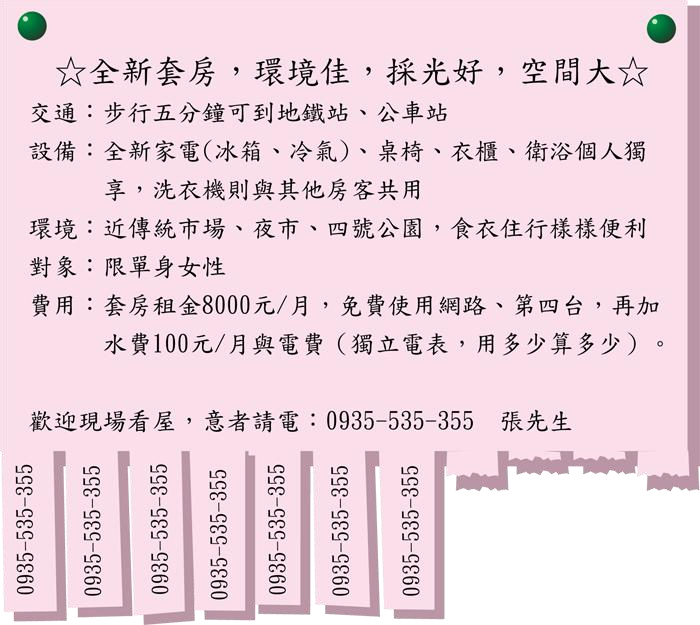 ☆全新套房，環境佳，採光好，空間大☆
交通：步行五分鐘可到地鐵站、公車站
設備：全新家電(冰箱、冷氣)、桌椅、衣櫃、衛浴個人獨
享，洗衣機則與其他房客共用
環境：近傳統市場、夜市、四號公園，食衣住行樣樣便利
對象：限單身女性
費用：套房租金8000元/月，免費使用網路、第四台，再加
水費100元/月與電費（獨立電表，用多少算多少）。
歡迎現場看屋，意者請電：0935-535-355　張先生
0935-535-355
0935-535-355
0935-535-355
0935-535-355
0935-535-355
0935-535-355
0935-535-355